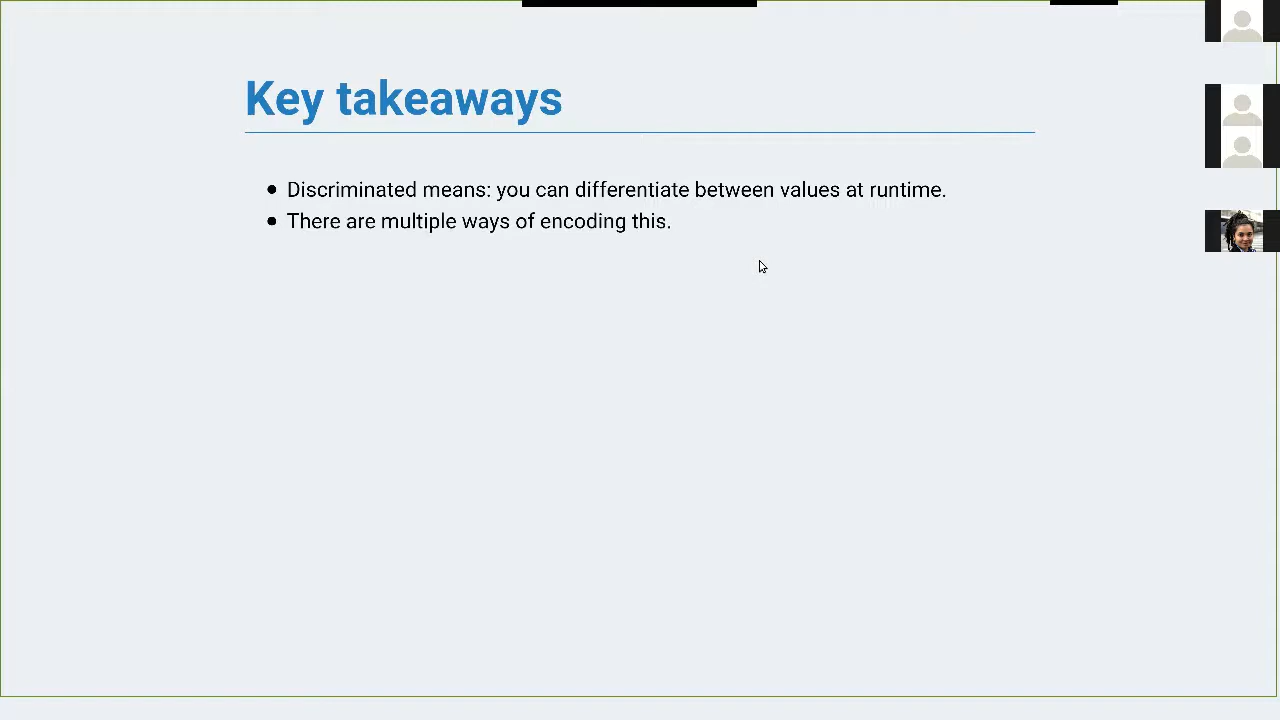 Key takeaways
Discriminated means: you can differentiate between values at runtime.
There are multiple ways of encoding this.